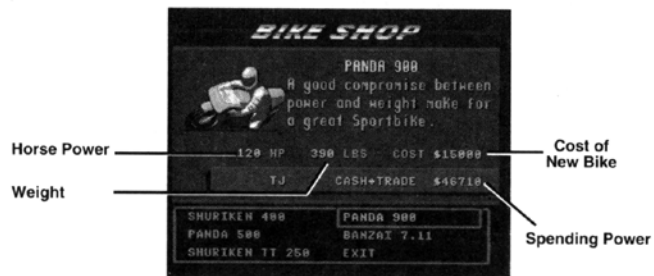 BIKE SHOP
PANDA 900
A good compromise between
power and weight make for
a great Sportbike.
Horse Power
120 HP 390 LBS COST $15000
Cost of
New Bike
Weight
TJ CASH+TRADE $46710
Spending Power
SHURIKEN 400 PANDA 900
PANDA 500 BANZAI 7.11
SHURIKEN TT 250 EXIT